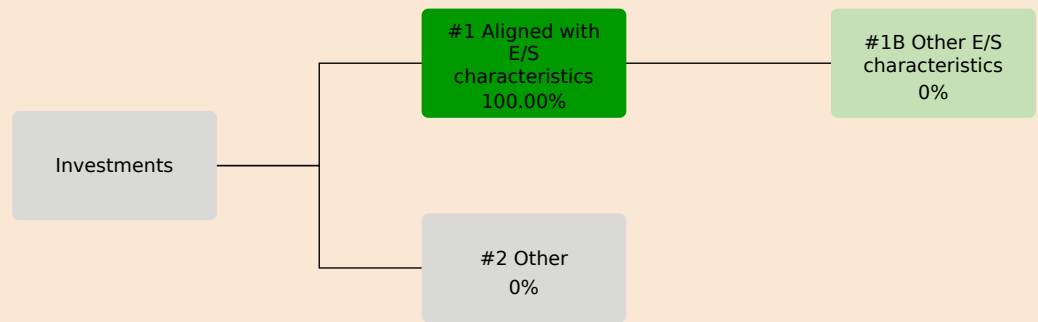 #1 Aligned with
E/S
characteristics
100.00%
#1B Other E/S
characteristics
0%
Investments
#2 Other
0%